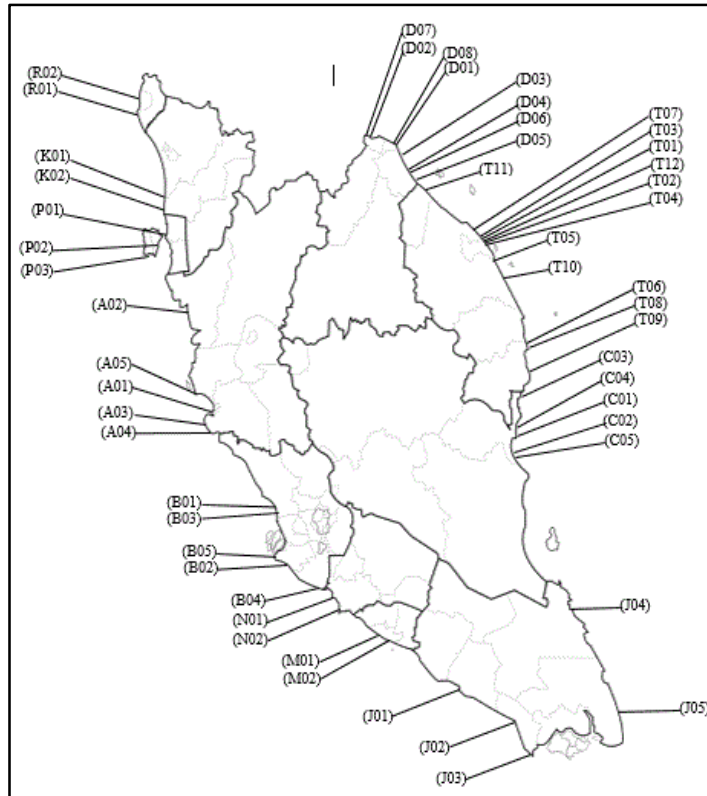 (D07)
(D02)
(D08)
(D01)
(R02)
(R01)
(D03)
(D04)
(D06)
(D05)
(T11)
(T07)
(T03)
(T01)
(T12)
(T02)
(T04)
(K01)
(K02)
(P01)
(P02)
(P03)
(T05)
(T10)
(A02)
(T06)
(T08)
(T09)
(A05)
(A01)
(A03)
(A04)
(C03)
(C04)
(C01)
(C02)
(C05)
(B01)
(B03)
(B05)
(B02)
(B04)
(N01)
(N02)
(J04)
(M01)
(M02)
(J01)
(J05)
(J02)
(J03)